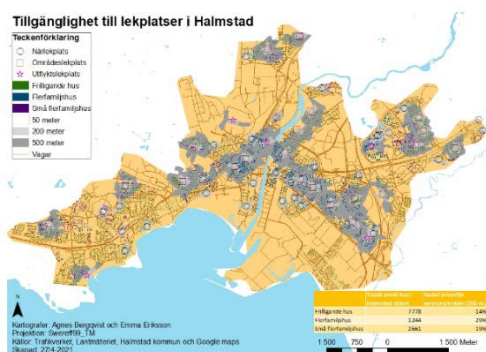 Tillgänglighet till lekplatser i Halmstad
Teckenförklaring
Närlekplats
Områdeslekplats
Utflyktslekplats
Friliggande hus
Flerfamiljshus
Små flerfamiljshus
50 meter
200 meter
500 meter
Vägar
N
Kartografer: Agnes Bergqvist och Emma Eriksson
Projektion: Sweref99_TM
Källor: Trafikverket, Lantmäteriet, Halmstad kommun och Google maps
Skapad: 27/4-2021
Friliggande hus 7778 14%
Flerfamiljshus 1244 29%
Små flerfamiljshus 2661 19%
1 500 750 0 1 500 Meter